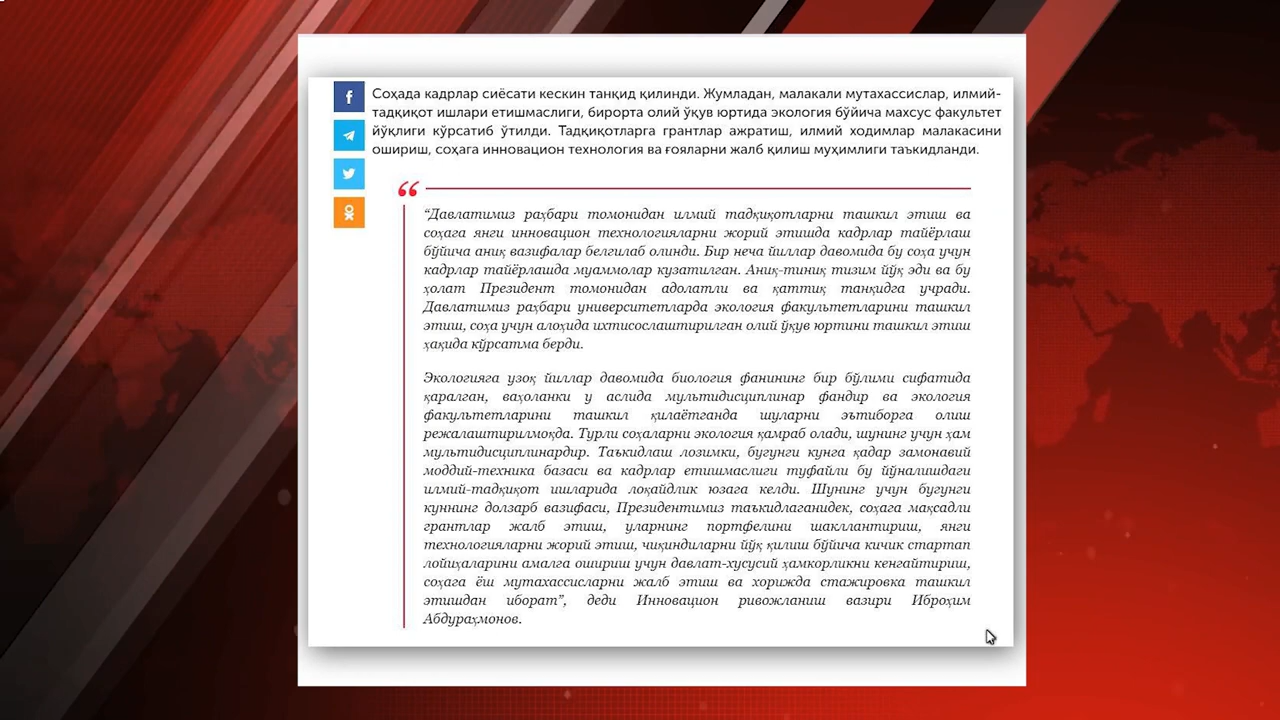 Соҳада кадрлар сиёсати кескин танқид қилинди. Жумладан, малакали мутахассислар, илмий-
тадқиқот ишлари етишмаслиги, бирорта олий ўқув юртида экология бўйича махсус факультет
йўқлиги кўрсатиб ўтилди. Тадқиқотларга грантлар ажратиш, илмий ходимлар малакасини
ошириш, соҳага инновацион технология ва ғояларни жалб қилиш муҳимлиги таъкидланди.
“Давлатимиз раҳбари томонидан илмий тадқиқотларни ташкил этиш ва
соҳага янги инновацион технологияларни жорий этишда кадрлар тайёрлаш
бўйича аниқ вазифалар белгилаб олинди. Бир неча йиллар давомида бу соҳа учун
кадрлар тайёрлашда муаммолар кузатилган. Аниқ-тиниқ тизим йўқ эди ва бу
ҳолат Президент томонидан адолатли ва қаттиқ танқидга учради.
Давлатимиз раҳбари университетларда экология факультетларини ташкил
этиш, соҳа учун алоҳида ихтисослаштирилган олий ўқув юртини ташкил этиш
ҳақида кўрсатма берди.
Экологияга узоқ йиллар давомида биология фанининг бир бўлими сифатида
қаралган, ваҳоланки у аслида мультидисциплинар фандир ва экология
факультетларини ташкил қилаётганда шуларни эътиборга олиш
режалаштирилмоқда. Турли соҳаларни экология қамраб олади, шунинг учун ҳам
мультидисциплинардир. Таъкидлаш лозимки, бугунги кунга қадар замонавий
моддий-техника базаси ва кадрлар етишмаслиги туфайли бу йўналишдаги
илмий-тадқиқот ишларида лоқайдлик юзага келди. Шунинг учун бугунги
куннинг долзарб вазифаси, Президентимиз таъкидлаганидек, соҳага мақсадли
грантлар жалб этиш, уларнинг портфелини шакллантириш, янги
технологияларни жорий этиш, чиқиндиларни йўқ қилиш бўйича кичик стартап
лойиҳаларини амалга ошириш учун давлат-хусусий ҳамкорликни кенгайтириш,
соҳага ёш мутахассисларни жалб этиш ва хорижда стажировка ташкил
этишдан иборат”, деди Инновацион ривожланиш вазири Иброҳим
Абдураҳмонов.